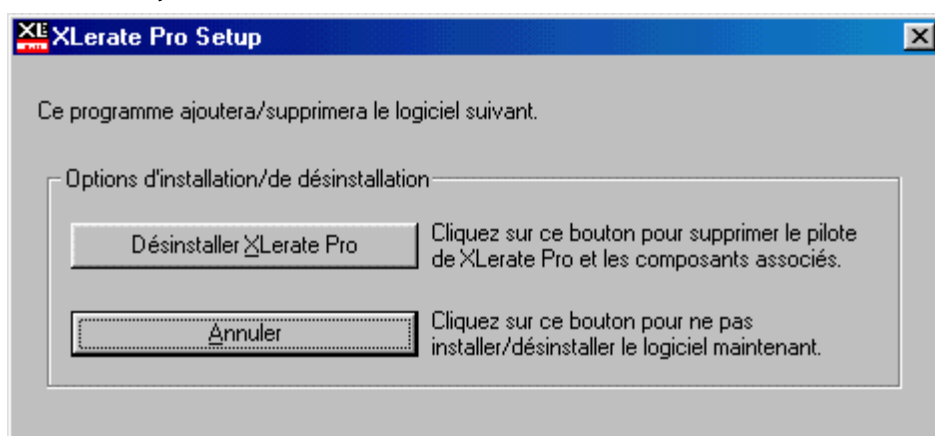 XLerate Pro Setup
Ce programme ajoutera/supprimera le logiciel suivant.
Options d'installation/de désinstallation
Désinstaller XLerate Pro
Cliquez sur ce bouton pour supprimer le pilote
de XLerate Pro et les composants associés.
Annuler
Cliquez sur ce bouton pour ne pas
installer/désinstaller le logiciel maintenant.